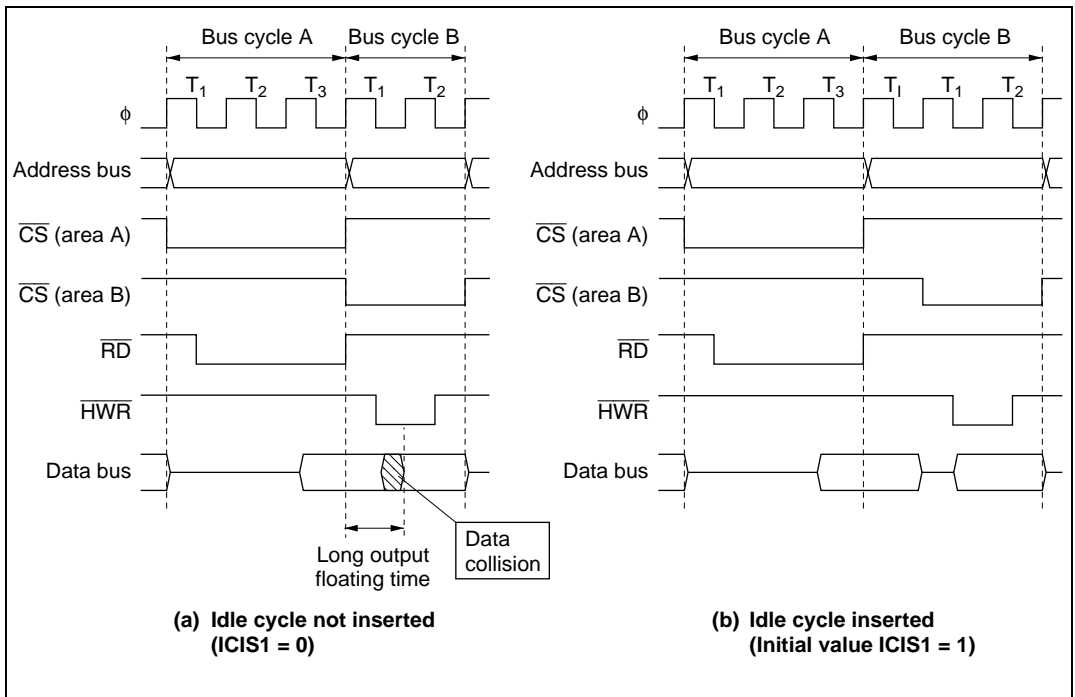 Bus cycle A Bus cycle B
T1 T2 T3 T1 T2
ϕ
Address bus
CS (area A)
CS (area B)
RD
HWR
Data bus
Long output
floating time
Data
collision
(a) Idle cycle not inserted
(ICIS1 = 0)
Bus cycle A Bus cycle B
T1 T2 T3 TI T1 T2
ϕ
Address bus
CS (area A)
CS (area B)
RD
HWR
Data bus
(b) Idle cycle inserted
(Initial value ICIS1 = 1)